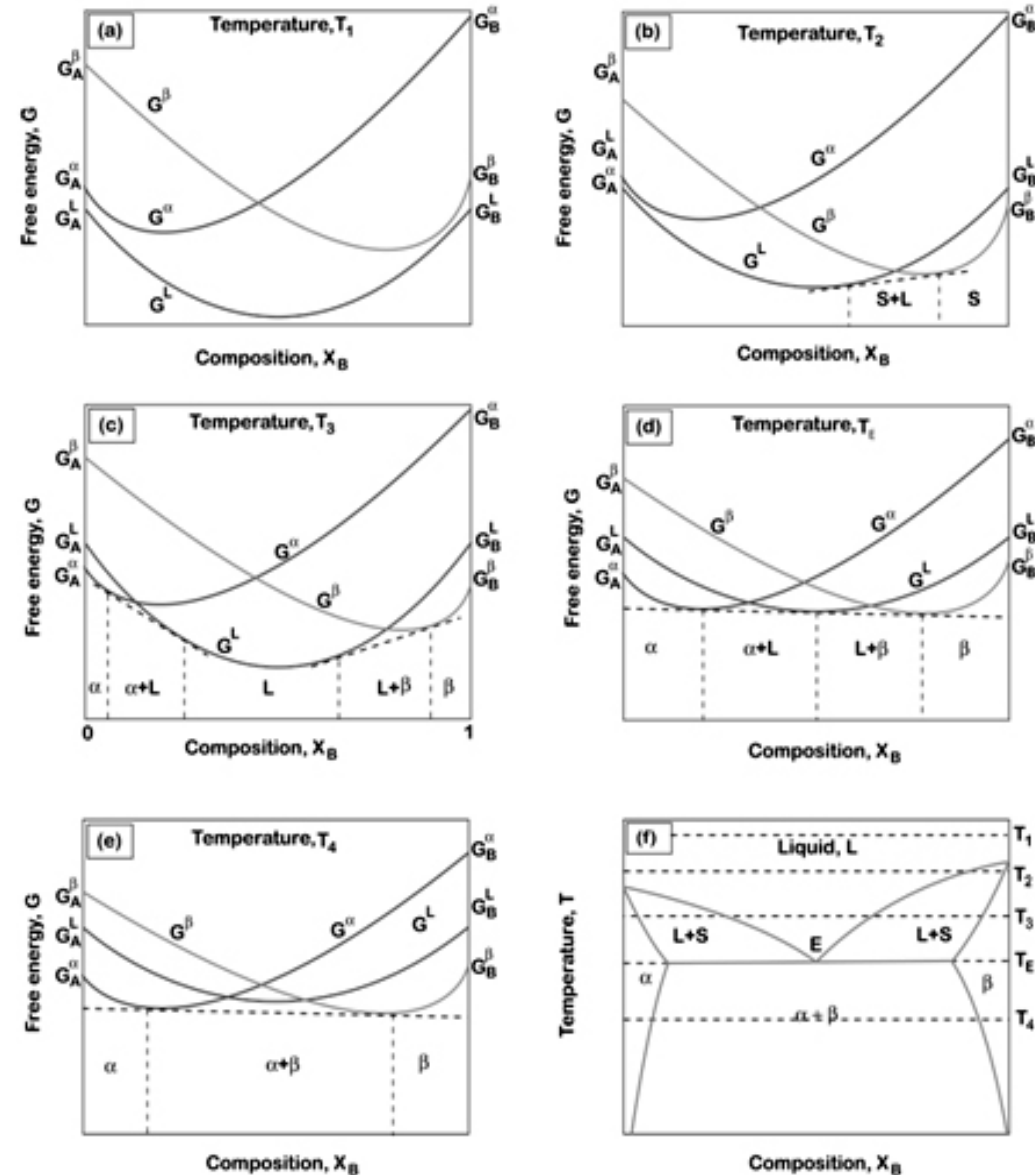 (a)
Temperature, T₁
G_B^α
G_A^β
G^β
G_A^α
G_B^β
G_A^L
G^α
G_B^L
G^L
Free energy, G
Composition, X_B
(b)
Temperature, T₂
G_B^α
G_A^β
G_A^L
G^α
G_A^α
G_B^L
G^β
G_B^β
G^L
S+L
S
Free energy, G
Composition, X_B
(c)
Temperature, T₃
G_B^α
G_A^β
G_A^L
G^α
G_B^L
G_A^α
G^β
G_B^β
G^L
α
α+L
L
L+β
β
0
1
Free energy, G
Composition, X_B
(d)
Temperature, T_ε
G_B^α
G_A^β
G^β
G^α
G_A^L
G_B^L
G_A^α
G^L
G_B^β
α
α+L
L+β
β
Free energy, G
Composition, X_B
(e)
Temperature, T₄
G_B^α
G_A^β
G^β
G^α
G^L
G_B^L
G_A^L
G_A^α
G_B^β
α
α+β
β
Free energy, G
Composition, X_B
(f)
T₁
Liquid, L
T₂
T₃
L+S
E
L+S
T_E
α
β
α + β
T₄
Temperature, T
Composition, X_B